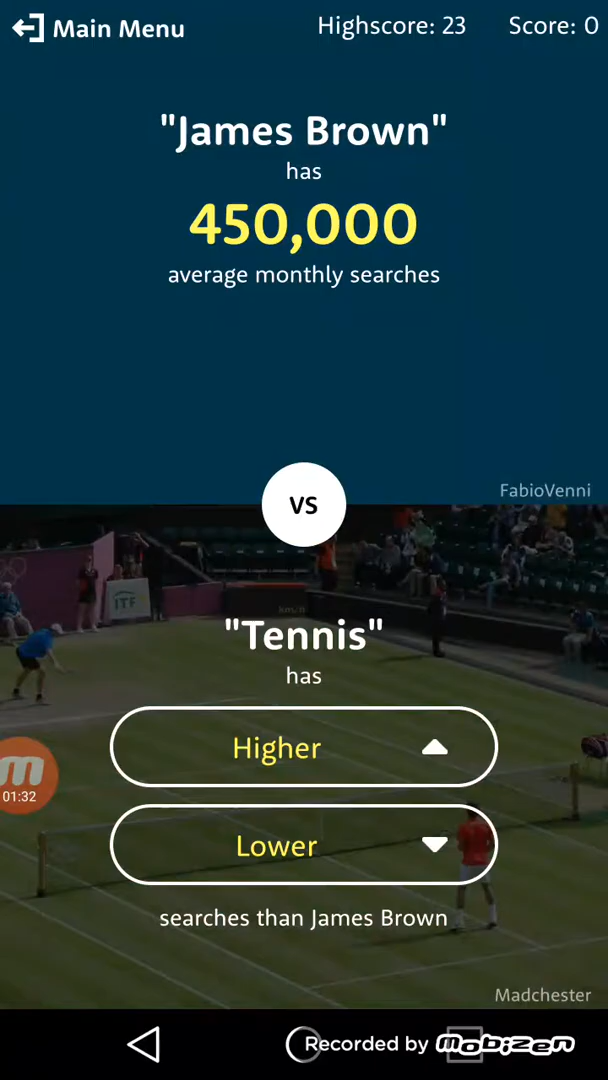 Main Menu
Highscore: 23
Score: 0
"James Brown"
has
450,000
average monthly searches
FabioVenni
VS
ITF
"Tennis"
has
Higher
Lower
01:32
searches than James Brown
Madchester
Recorded by Mobizen